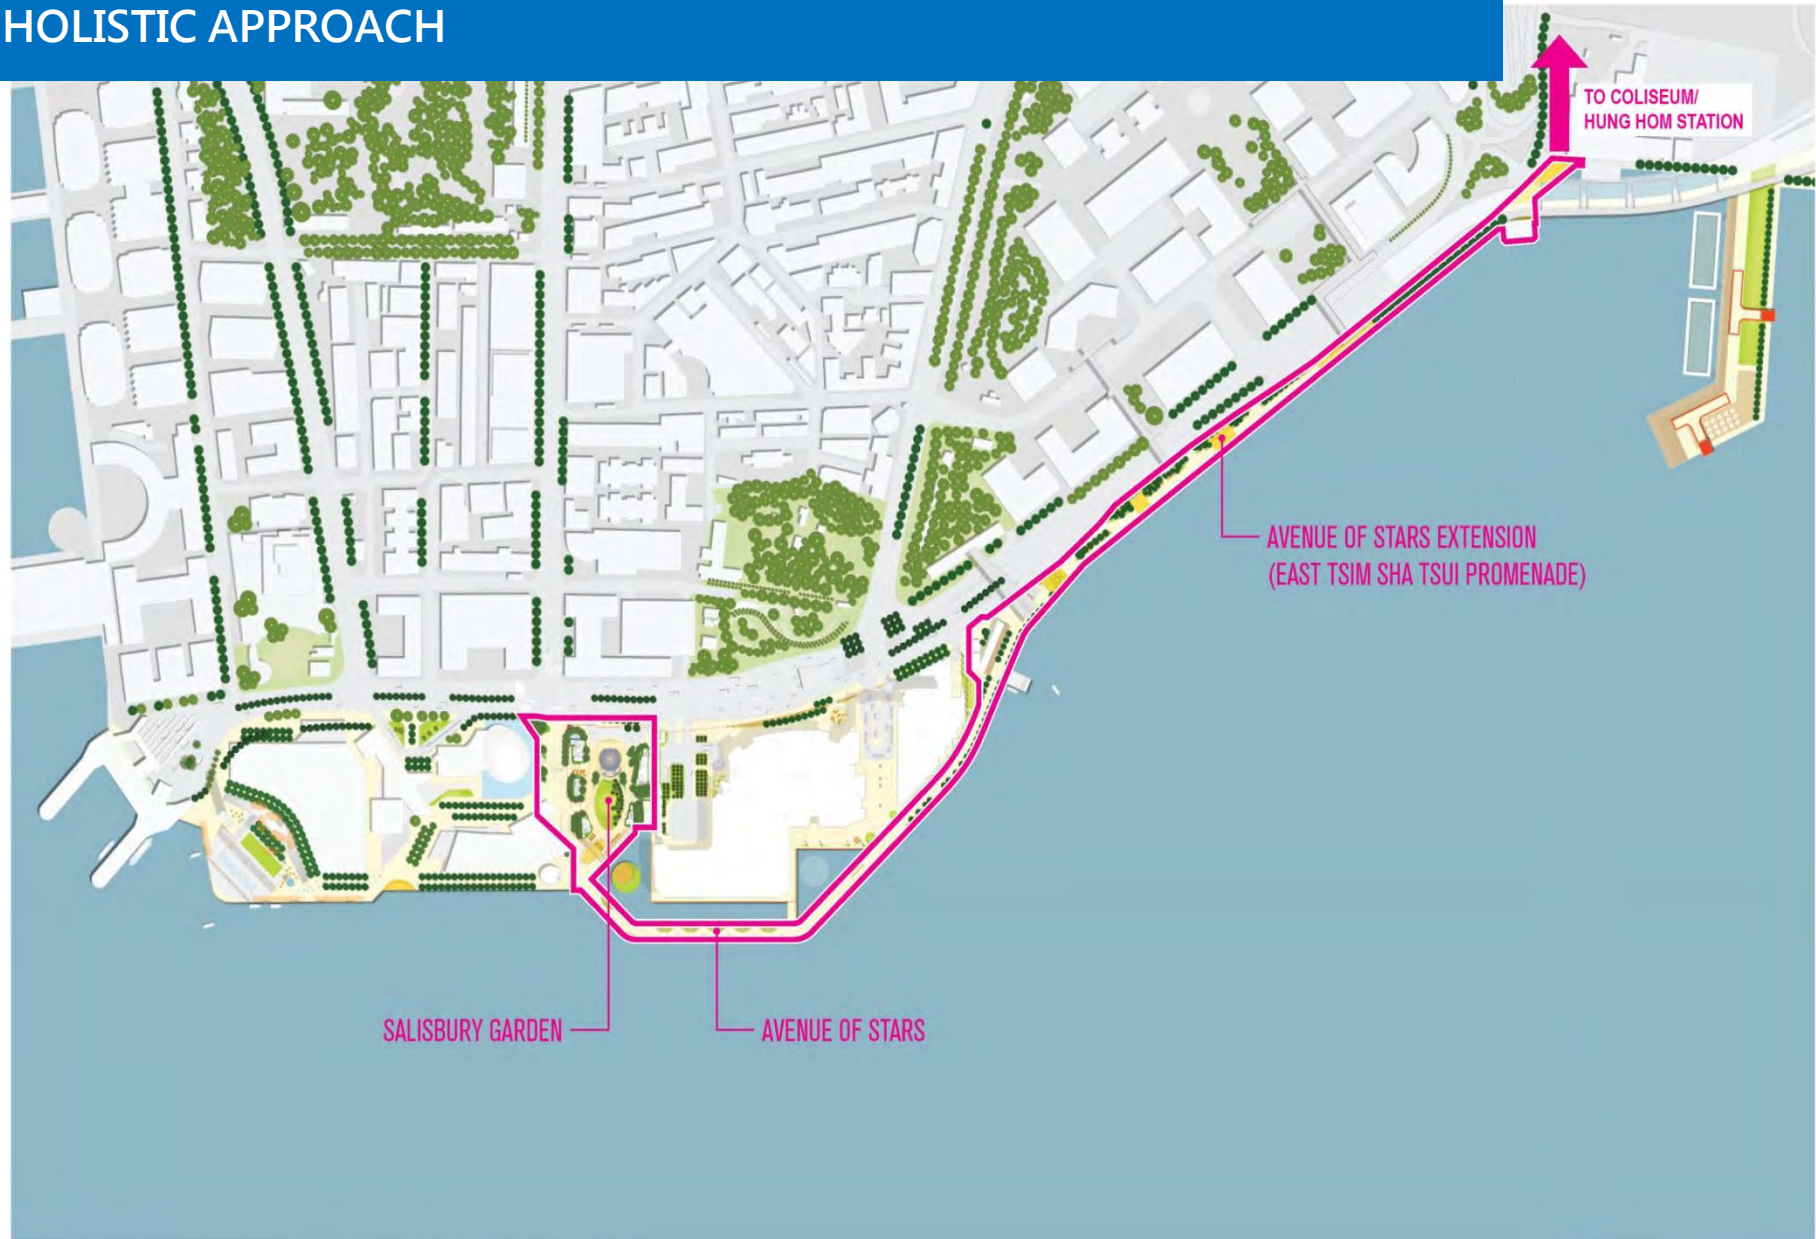 HOLISTIC APPROACH
TO COLISEUM/
HUNG HOM STATION
AVENUE OF STARS EXTENSION
(EAST TSIM SHA TSUI PROMENADE)
SALISBURY GARDEN
AVENUE OF STARS